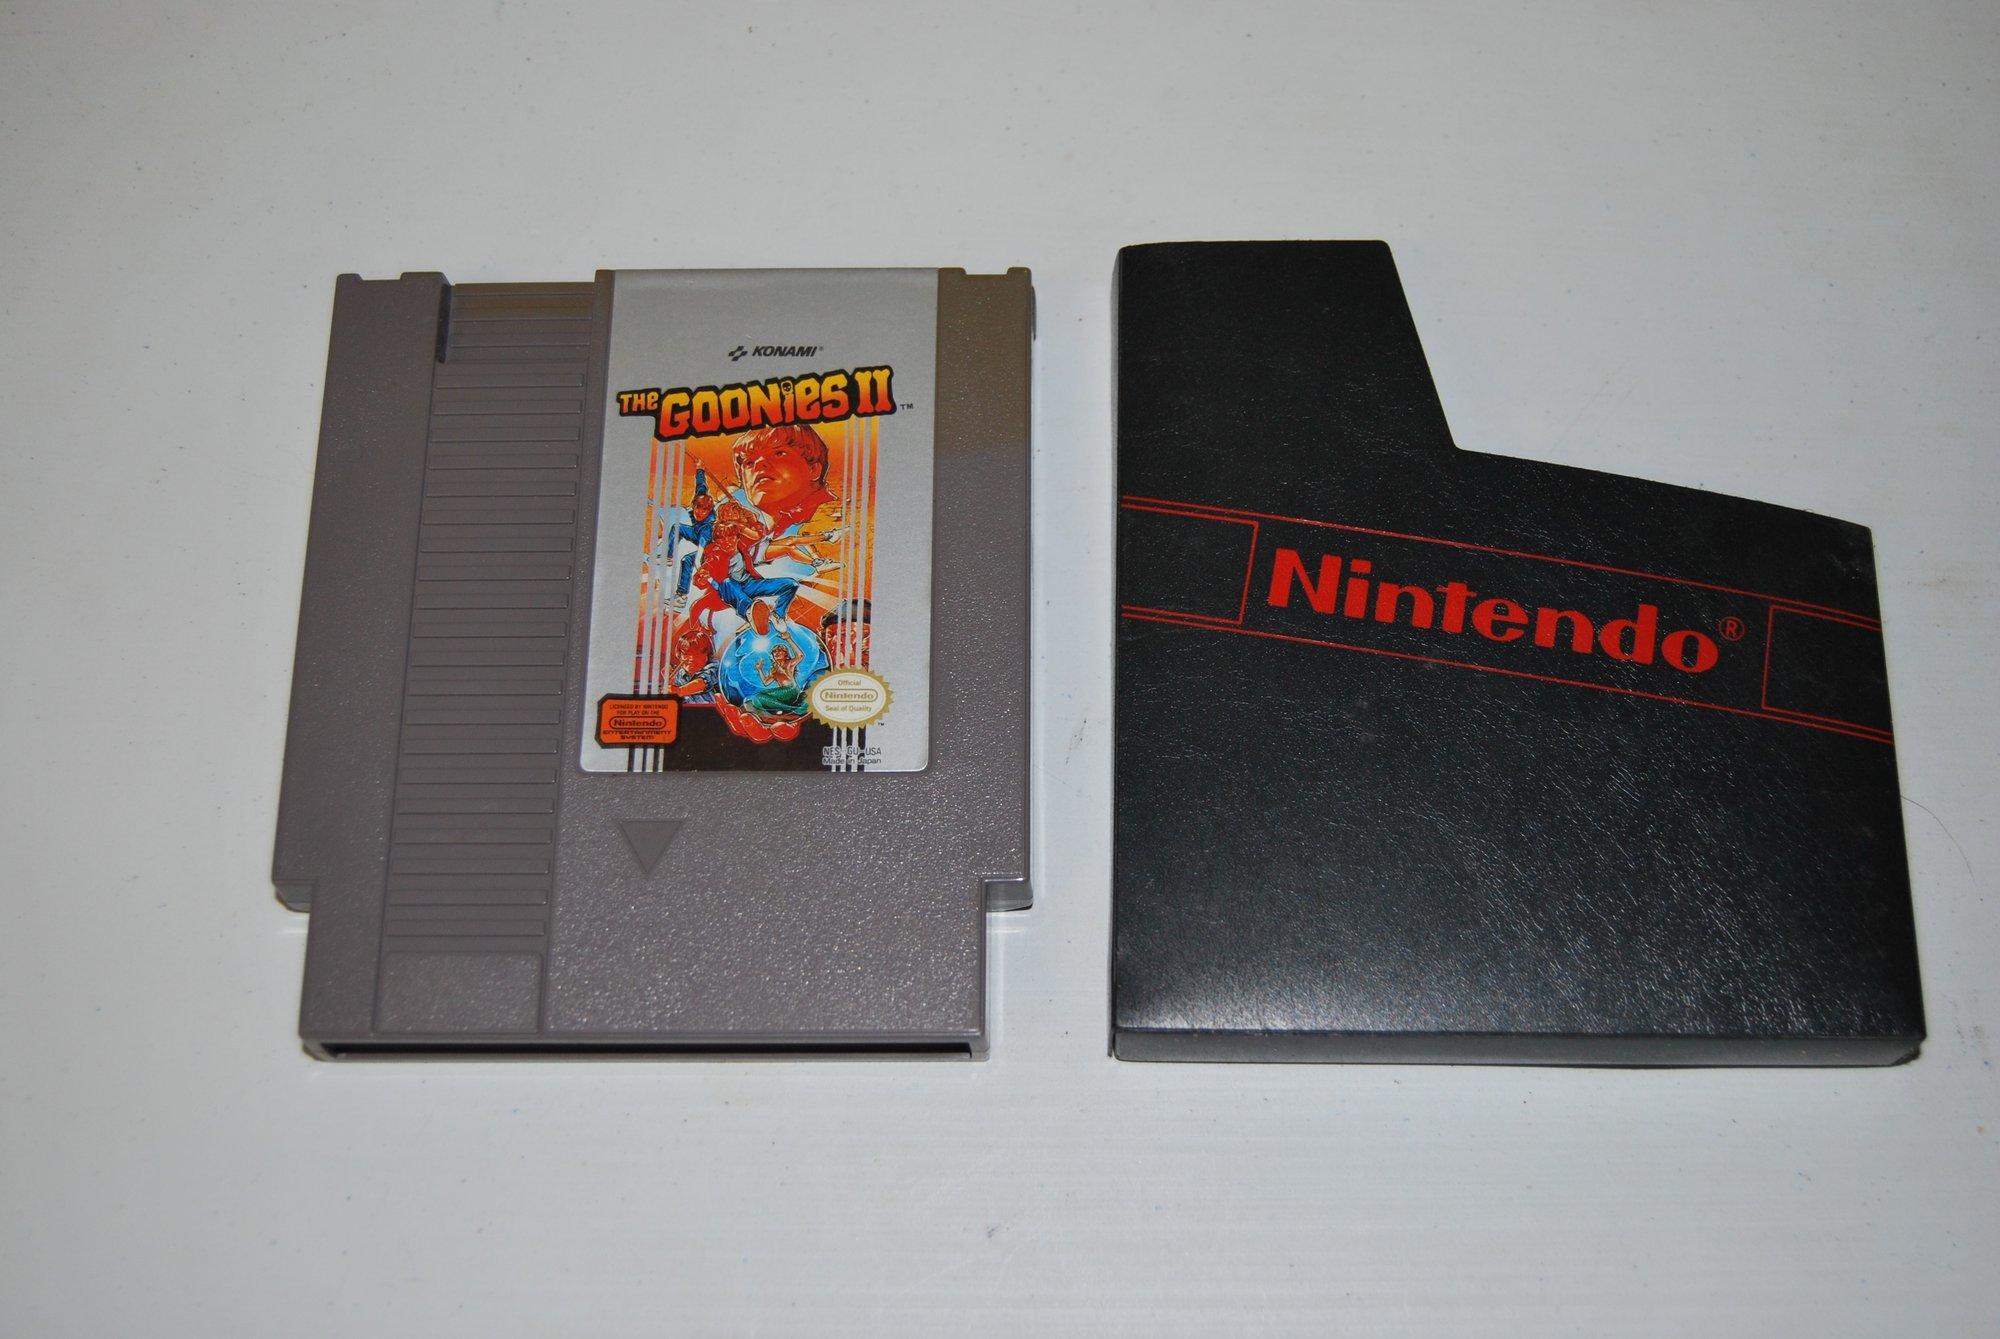 KONAMI®
THE GOONIES II ™
LICENSED BY NINTENDO
FOR PLAY ON THE
Nintendo
ENTERTAINMENT
SYSTEM
Official
Nintendo
Seal of Quality
™
NES-GU-USA
Made in Japan
Nintendo®